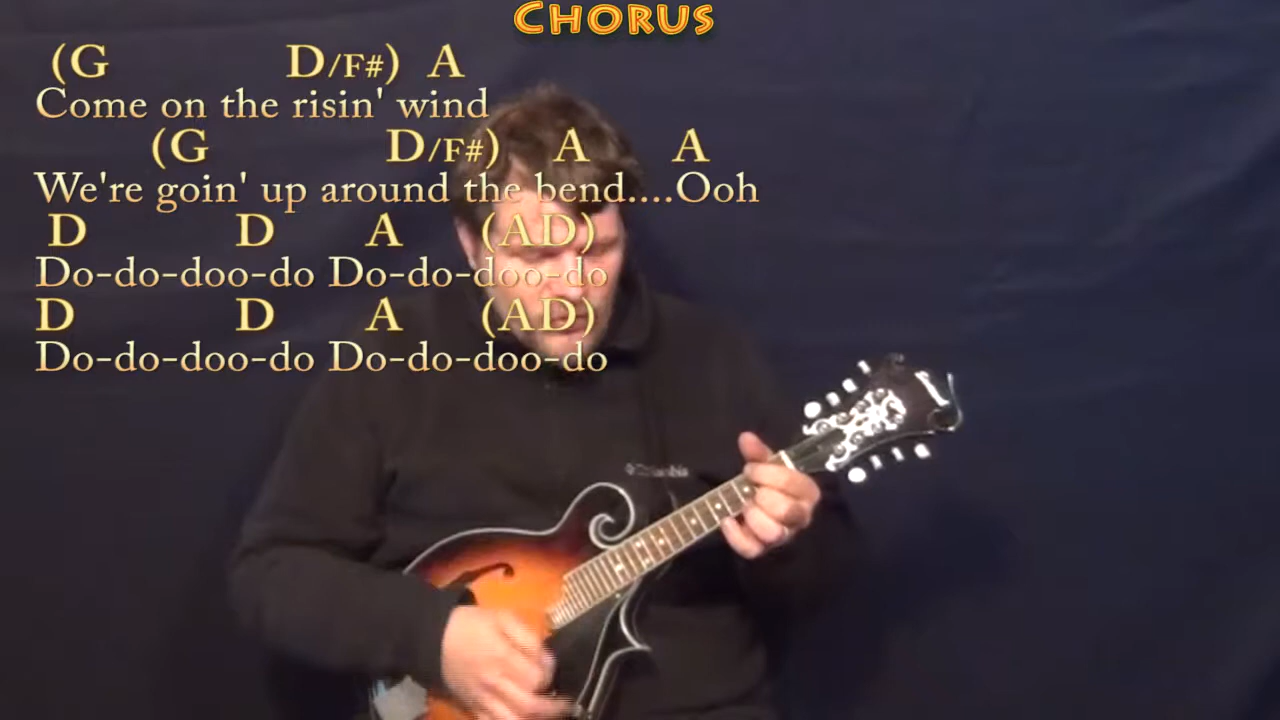 CHORUS
(G D/F#) A
Come on the risin' wind
(G D/F#) A A
We're goin' up around the bend....Ooh
D D A (AD)
Do-do-doo-do Do-do-doo-do
D D A (AD)
Do-do-doo-do Do-do-doo-do
Columbia